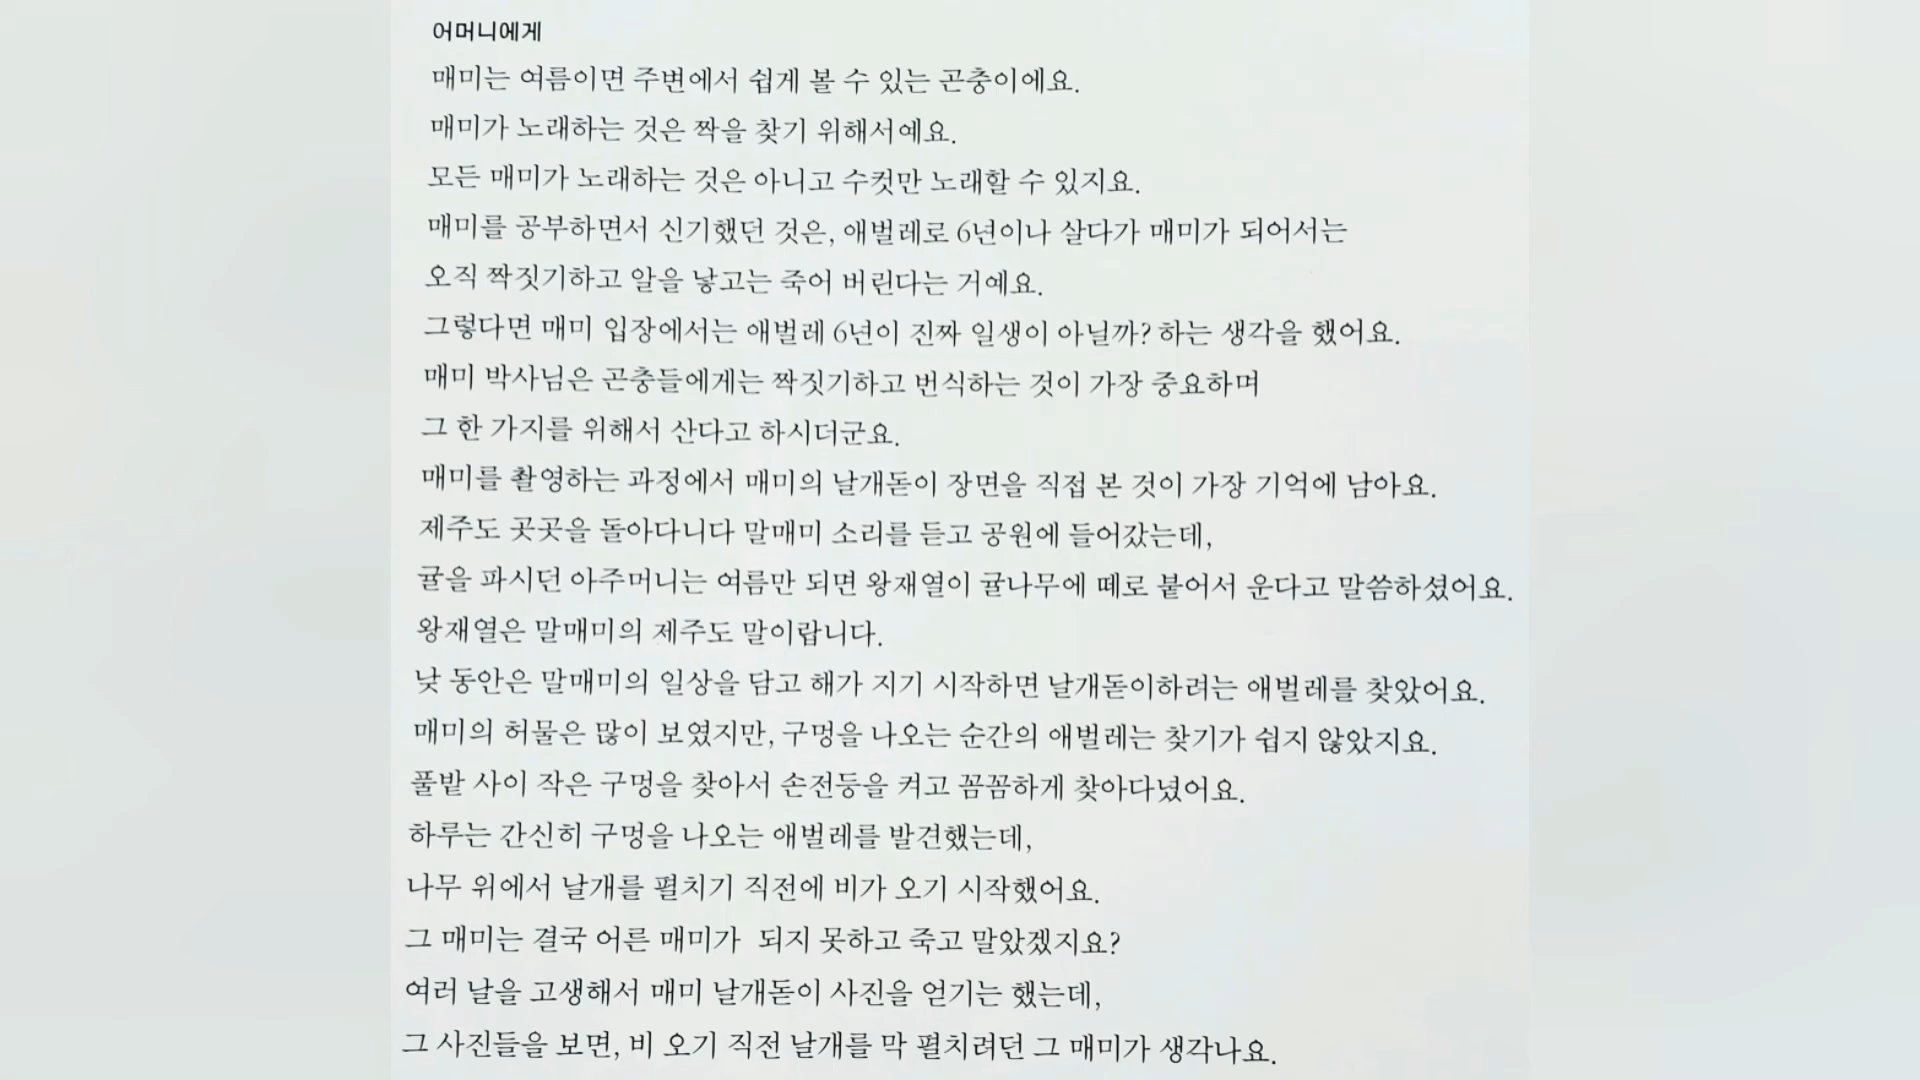 어머니에게
매미는 여름이면 주변에서 쉽게 볼 수 있는 곤충이에요.
매미가 노래하는 것은 짝을 찾기 위해서예요.
모든 매미가 노래하는 것은 아니고 수컷만 노래할 수 있지요.
매미를 공부하면서 신기했던 것은, 애벌레로 6년이나 살다가 매미가 되어서는
오직 짝짓기하고 알을 낳고는 죽어 버린다는 거예요.
그렇다면 매미 입장에서는 애벌레 6년이 진짜 일생이 아닐까? 하는 생각을 했어요.
매미 박사님은 곤충들에게는 짝짓기하고 번식하는 것이 가장 중요하며
그 한 가지를 위해서 산다고 하시더군요.
매미를 촬영하는 과정에서 매미의 날개돋이 장면을 직접 본 것이 가장 기억에 남아요.
제주도 곳곳을 돌아다니다 말매미 소리를 듣고 공원에 들어갔는데,
귤을 파시던 아주머니는 여름만 되면 왕재열이 귤나무에 떼로 붙어서 운다고 말씀하셨어요.
왕재열은 말매미의 제주도 말이랍니다.
낮 동안은 말매미의 일상을 담고 해가 지기 시작하면 날개돋이하려는 애벌레를 찾았어요.
매미의 허물은 많이 보였지만, 구멍을 나오는 순간의 애벌레는 찾기가 쉽지 않았지요.
풀밭 사이 작은 구멍을 찾아서 손전등을 켜고 꼼꼼하게 찾아다녔어요.
하루는 간신히 구멍을 나오는 애벌레를 발견했는데,
나무 위에서 날개를 펼치기 직전에 비가 오기 시작했어요.
그 매미는 결국 어른 매미가 되지 못하고 죽고 말았겠지요?
여러 날을 고생해서 매미 날개돋이 사진을 얻기는 했는데,
그 사진들을 보면, 비 오기 직전 날개를 막 펼치려던 그 매미가 생각나요.